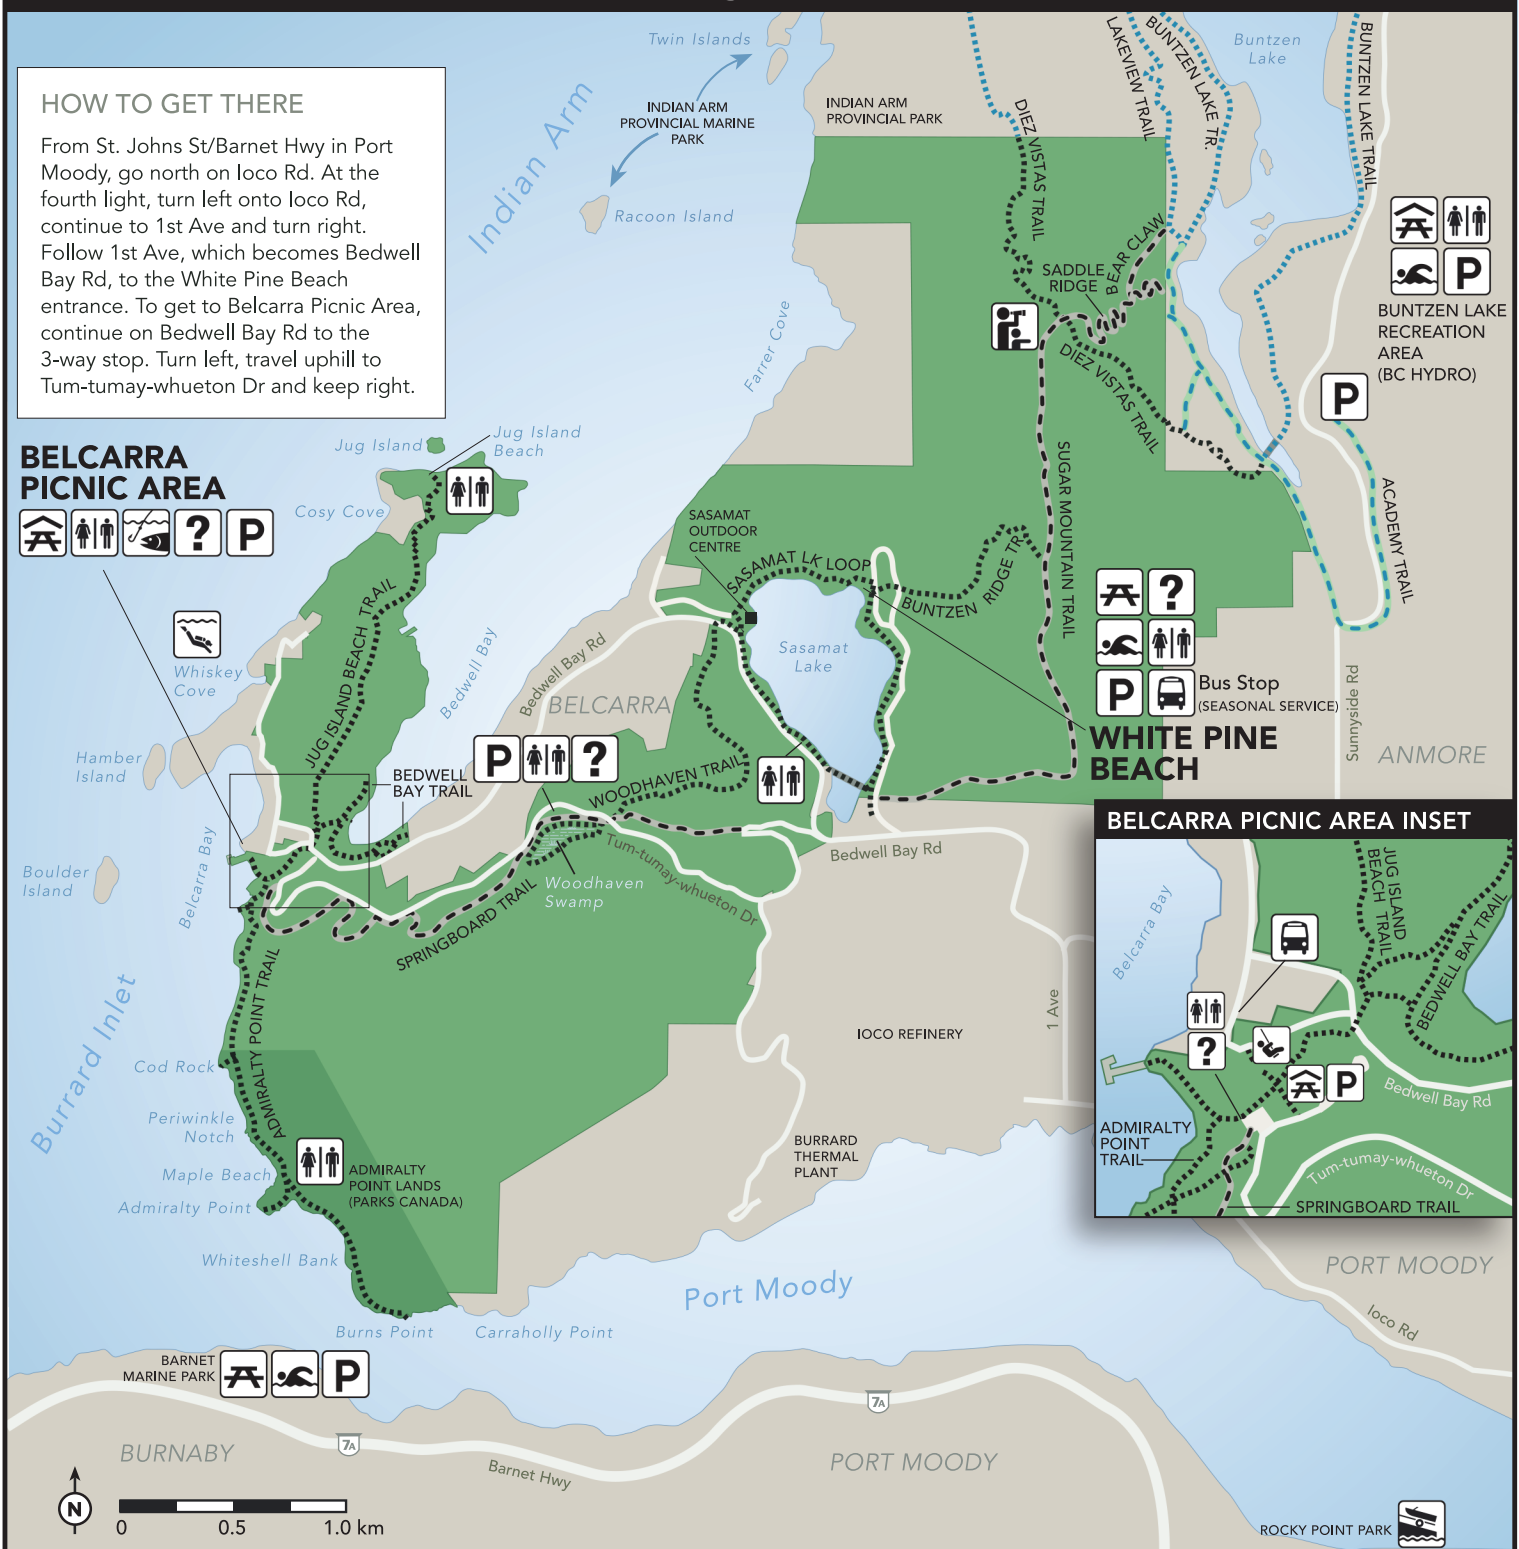 Twin Islands
INDIAN ARM
PROVINCIAL MARINE
PARK
Indian Arm
Racoon Island
INDIAN ARM
PROVINCIAL PARK
DIEZ VISTAS TRAIL
LAKEVIEW TRAIL
BUNTZEN LAKE TR.
Buntzen
Lake
BUNTZEN LAKE TRAIL
HOW TO GET THERE
From St. Johns St/Barnet Hwy in Port
Moody, go north on Ioco Rd. At the
fourth light, turn left onto Ioco Rd,
continue to 1st Ave and turn right.
Follow 1st Ave, which becomes Bedwell
Bay Rd, to the White Pine Beach
entrance. To get to Belcarra Picnic Area,
continue on Bedwell Bay Rd to the
3-way stop. Turn left, travel uphill to
Tum-tumay-whueton Dr and keep right.
BEAR CLAW
SADDLE
RIDGE
DIEZ VISTAS TRAIL
P
BUNTZEN LAKE
RECREATION
AREA
(BC HYDRO)
P
Farrer Cove
Jug Island
Jug Island
Beach
BELCARRA
PICNIC AREA
? P
Cosy Cove
SASAMAT
OUTDOOR
CENTRE
SASAMAT LK LOOP
BUNTZEN RIDGE TR.
SUGAR MOUNTAIN TRAIL
ACADEMY TRAIL
JUG ISLAND BEACH TRAIL
Whiskey
Cove
Bedwell Bay
Bedwell Bay Rd
BELCARRA
Sasamat
Lake
?
P
Bus Stop
(SEASONAL SERVICE)
WHITE PINE
BEACH
Sunnyside Rd
ANMORE
Hamber
Island
BEDWELL
BAY TRAIL
P ?
WOODHAVEN TRAIL
Boulder
Island
Belcarra Bay
Tum-tumay-whueton Dr
Bedwell Bay Rd
Woodhaven
Swamp
SPRINGBOARD TRAIL
BELCARRA PICNIC AREA INSET
Belcarra Bay
JUG ISLAND
BEACH TRAIL
BEDWELL BAY TRAIL
?
P
Bedwell Bay Rd
ADMIRALTY
POINT
TRAIL
Tum-tumay-whueton Dr
SPRINGBOARD TRAIL
Burrard Inlet
ADMIRALTY POINT TRAIL
Cod Rock
Periwinkle
Notch
Maple Beach
Admiralty Point
Whiteshell Bank
ADMIRALTY
POINT LANDS
(PARKS CANADA)
IOCO REFINERY
1 Ave
BURRARD
THERMAL
PLANT
Port Moody
PORT MOODY
Ioco Rd
Burns Point
Carraholly Point
BARNET
MARINE PARK
P
BURNABY
7A
Barnet Hwy
7A
PORT MOODY
N
0 0.5 1.0 km
ROCKY POINT PARK